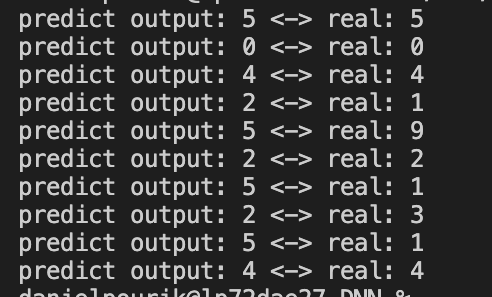 predict output: 5 <-> real: 5
predict output: 0 <-> real: 0
predict output: 4 <-> real: 4
predict output: 2 <-> real: 1
predict output: 5 <-> real: 9
predict output: 2 <-> real: 2
predict output: 5 <-> real: 1
predict output: 2 <-> real: 3
predict output: 5 <-> real: 1
predict output: 4 <-> real: 4